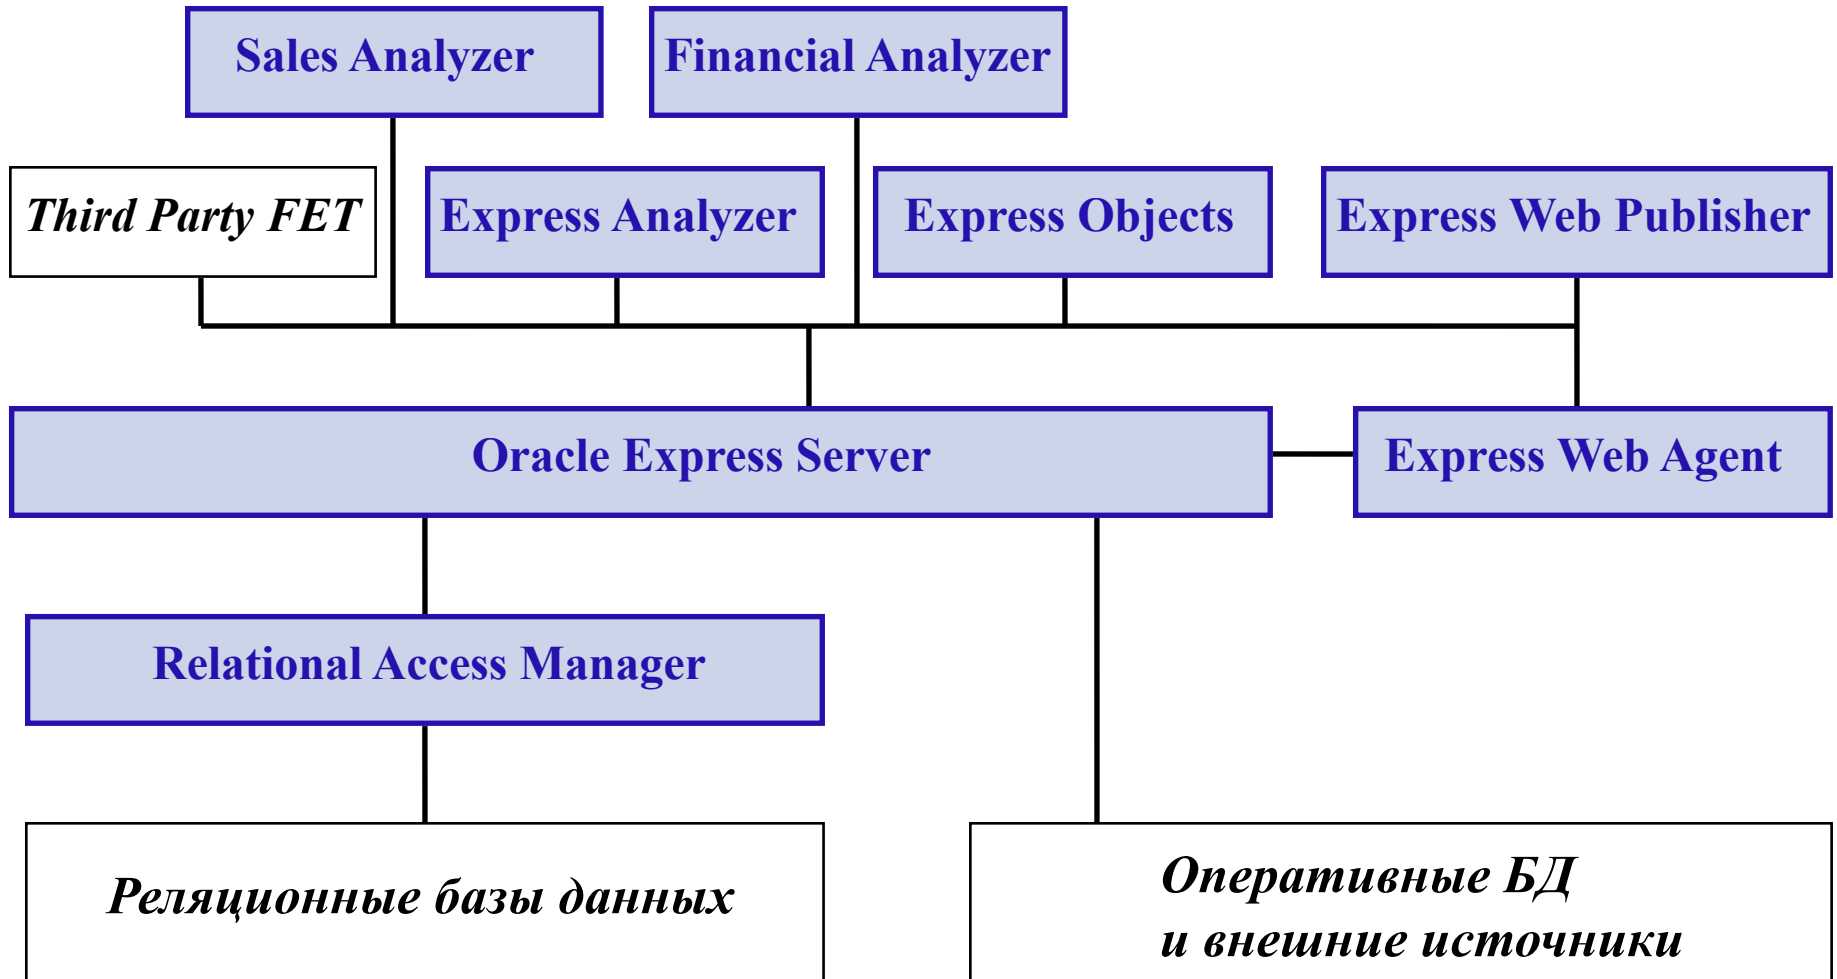 Sales Analyzer
Financial Analyzer
Third Party FET
Express Analyzer
Express Objects
Express Web Publisher
Oracle Express Server
Express Web Agent
Relational Access Manager
Реляционные базы данных
Оперативные БД
и внешние источники